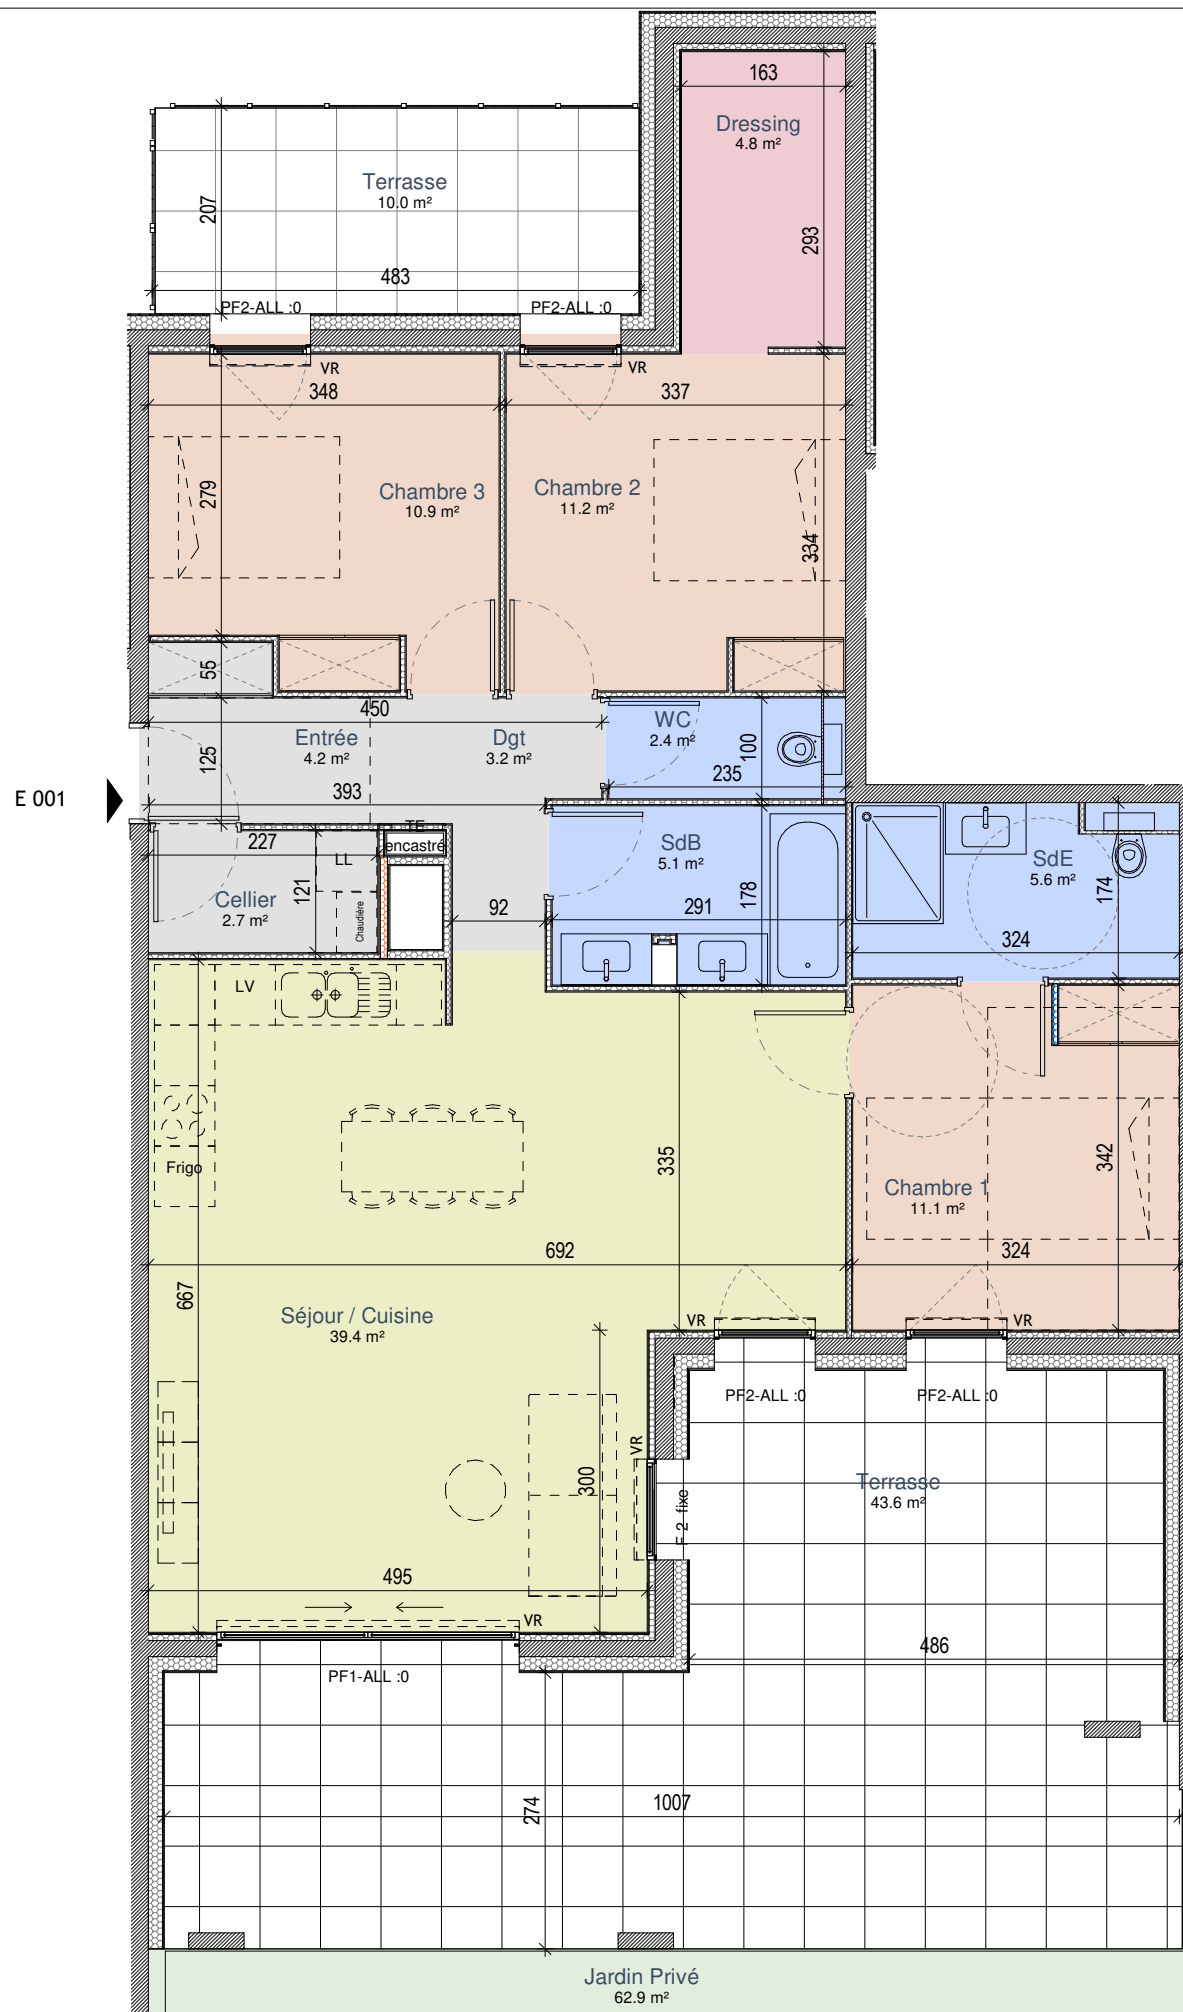 163
Dressing
4.8 m²
293
Terrasse
10.0 m²
207
483
PF2-ALL :0
PF2-ALL :0
VR
VR
348
337
279
Chambre 3
10.9 m²
Chambre 2
11.2 m²
334
55
450
Entrée
4.2 m²
Dgt
3.2 m²
WC
2.4 m²
100
125
235
393
E 001
TE
encastré
227
LL
Cellier
2.7 m²
121
Chaudière
92
SdB
5.1 m²
178
291
SdE
5.6 m²
174
324
LV
Frigo
335
342
Chambre 1
11.1 m²
692
324
667
Séjour / Cuisine
39.4 m²
VR
VR
PF2-ALL :0
PF2-ALL :0
VR
300
F 2 fixe
Terrasse
43.6 m²
495
VR
486
PF1-ALL :0
274
1007
Jardin Privé
62.9 m²